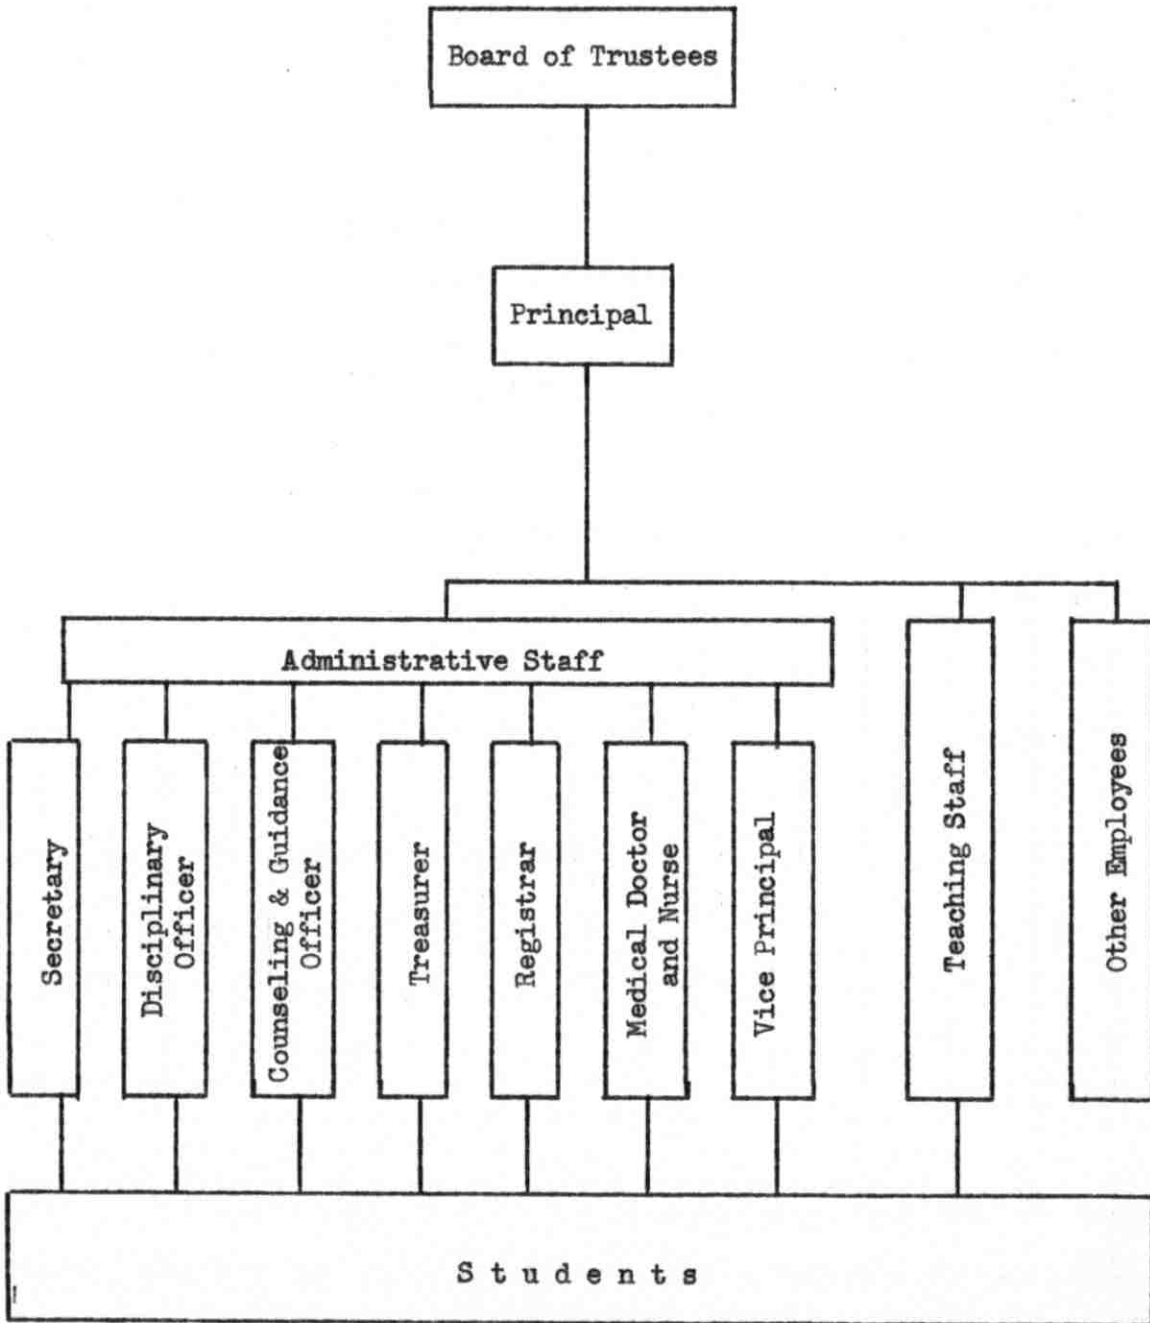 Board of Trustees
Principal
Administrative Staff
Secretary
Disciplinary
Officer
Counseling & Guidance
Officer
Treasurer
Registrar
Medical Doctor
and Nurse
Vice Principal
Teaching Staff
Other Employees
Students